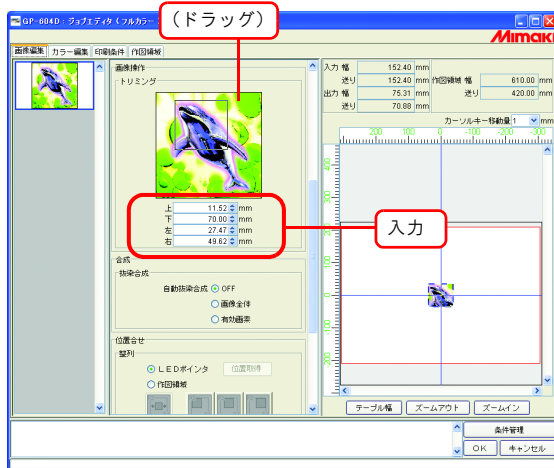 (ドラッグ)
GP-604D : ジョブエディタ ( フルカラー
Mimaki
画像編集 カラー編集 印刷条件 作図領域
画像操作
トリミング
上 11.52 mm
下 70.00 mm
左 27.47 mm
右 49.62 mm
入力
合成
抜染合成
自動抜染合成 OFF
画像全体
有効画素
位置合せ
整列
LEDポインタ 位置取得
作図領域
入力 幅 152.40 mm
送り 152.40 mm
出力 幅 75.31 mm
送り 70.88 mm
作図領域 幅 610.00 mm
送り 420.00 mm
カーソルキー移動量 1 mm
200 100 0 -100 -200 -300
テーブル幅 ズームアウト ズームイン
条件管理
OK キャンセル